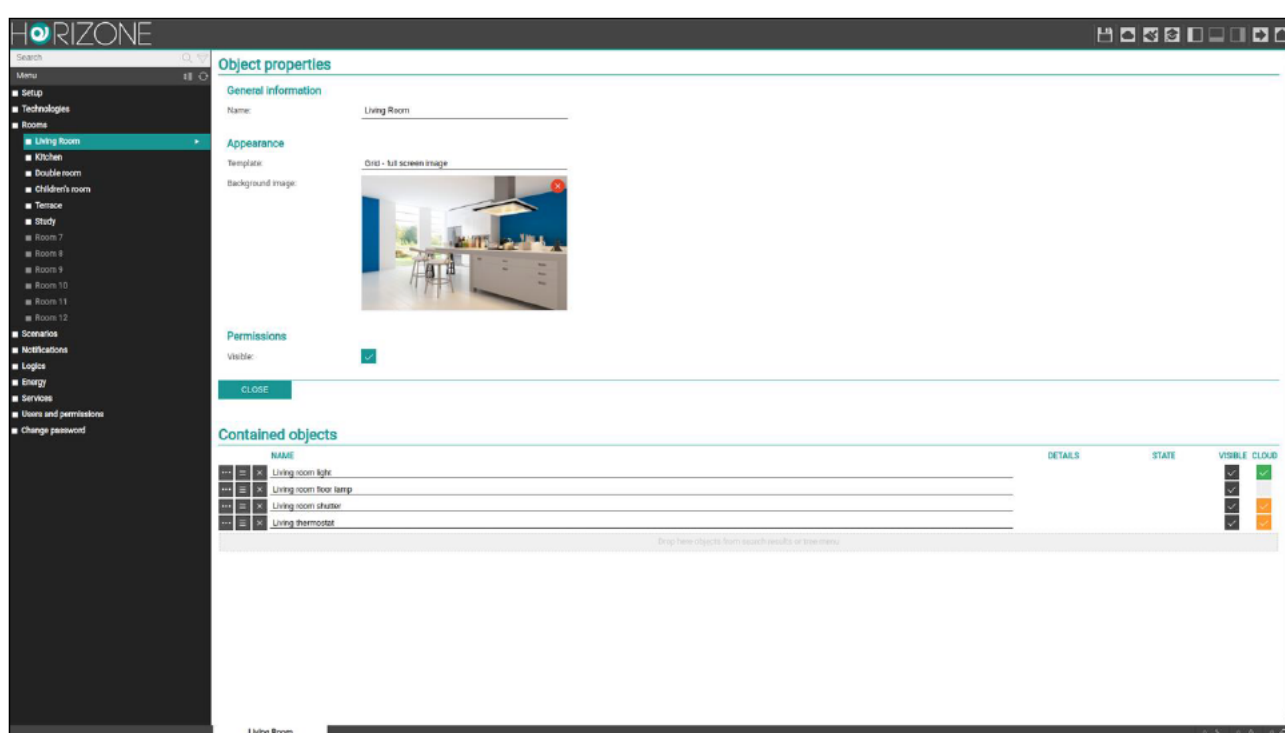 HORIZONE
Search
Menu
Setup
Technologies
Rooms
Living Room
Kitchen
Double room
Children's room
Terrace
Study
Room 7
Room 8
Room 9
Room 10
Room 11
Room 12
Scenarios
Notifications
Logics
Energy
Services
Users and permissions
Change password
Object properties
General information
Name: Living Room
Appearance
Template: Grid - full screen image
Background image:
Permissions
Visible:
CLOSE
Contained objects
NAME DETAILS STATE VISIBLE CLOUD
Living room light
Living room floor lamp
Living room shutter
Living thermostat
Drop here objects from search results or tree menu
Living Room